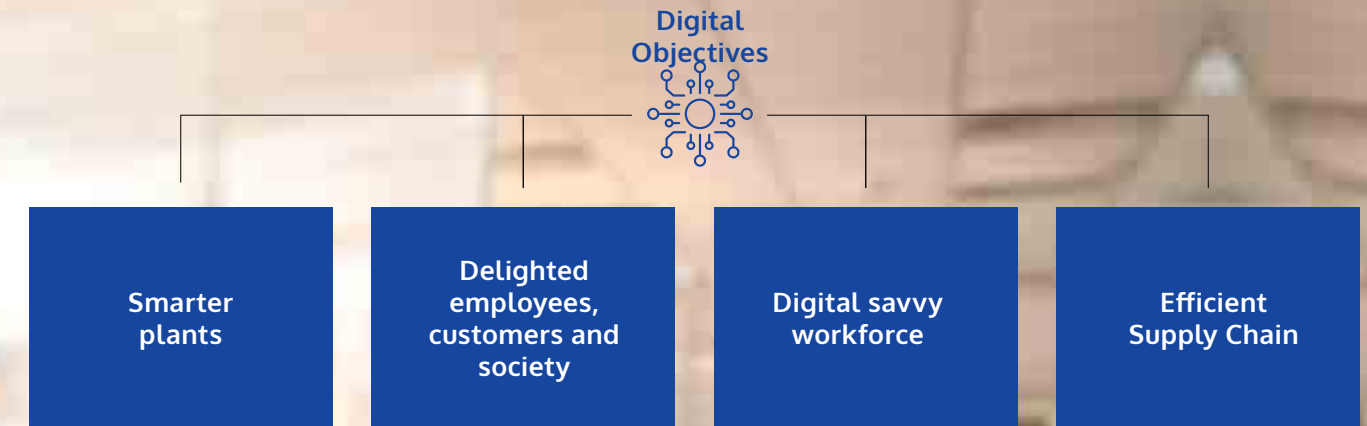 Digital
Objectives
Smarter
plants
Delighted
employees,
customers and
society
Digital savvy
workforce
Efficient
Supply Chain